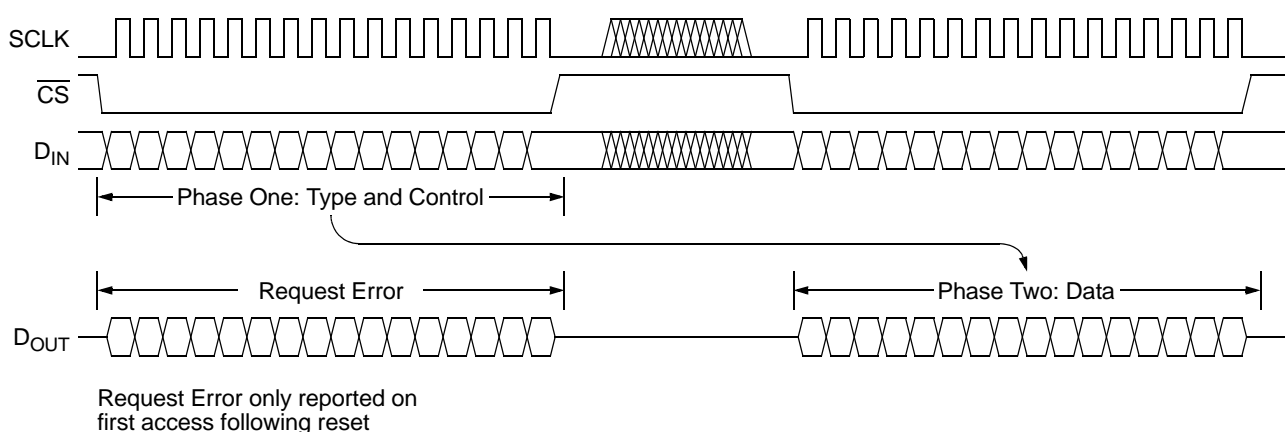 SCLK
CS
DIN
Phase One: Type and Control
Request Error
Phase Two: Data
DOUT
Request Error only reported on
first access following reset